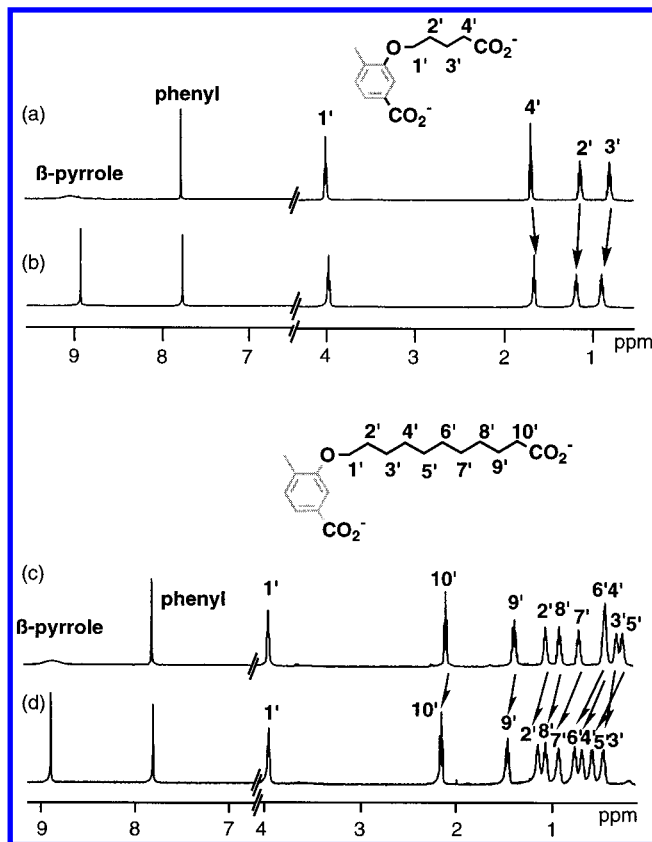 2' 4'
O CO₂⁻
1' 3'
CO₂⁻
(a)
phenyl
ß-pyrrole
1'
4'
2'
3'
(b)
9 8 7 6 4 3 2 1 ppm
2' 4' 6' 8' 10'
O CO₂⁻
1' 3' 5' 7' 9'
CO₂⁻
(c)
ß-pyrrole
phenyl
1'
10'
9'
2'
8'
7'
6'4'
3'
5'
(d)
1'
10'
9'
2'
8'
7'
6'
4'
5'
3'
9 8 7 4 3 2 1 ppm